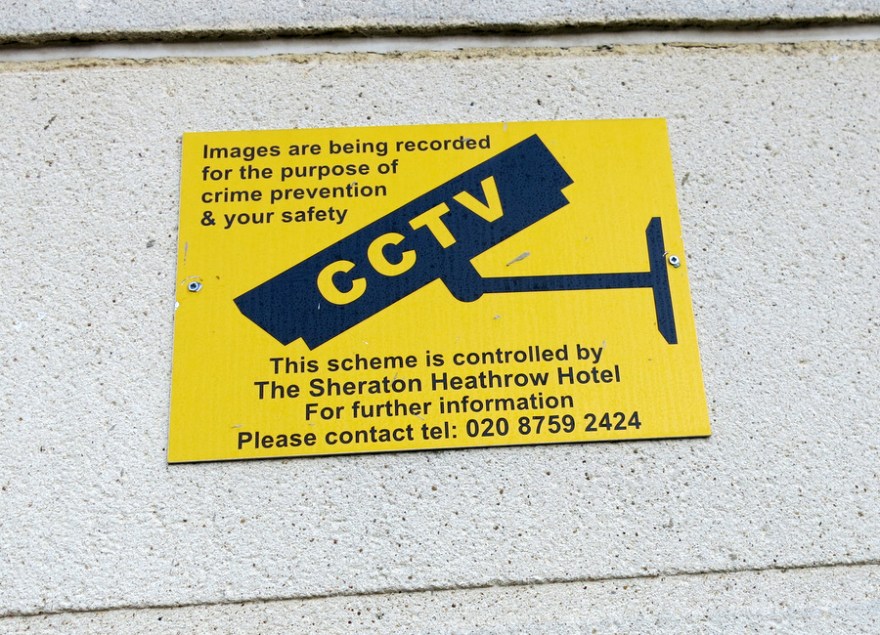 Images are being recorded
for the purpose of
crime prevention
& your safety
CCTV
This scheme is controlled by
The Sheraton Heathrow Hotel
For further information
Please contact tel: 020 8759 2424